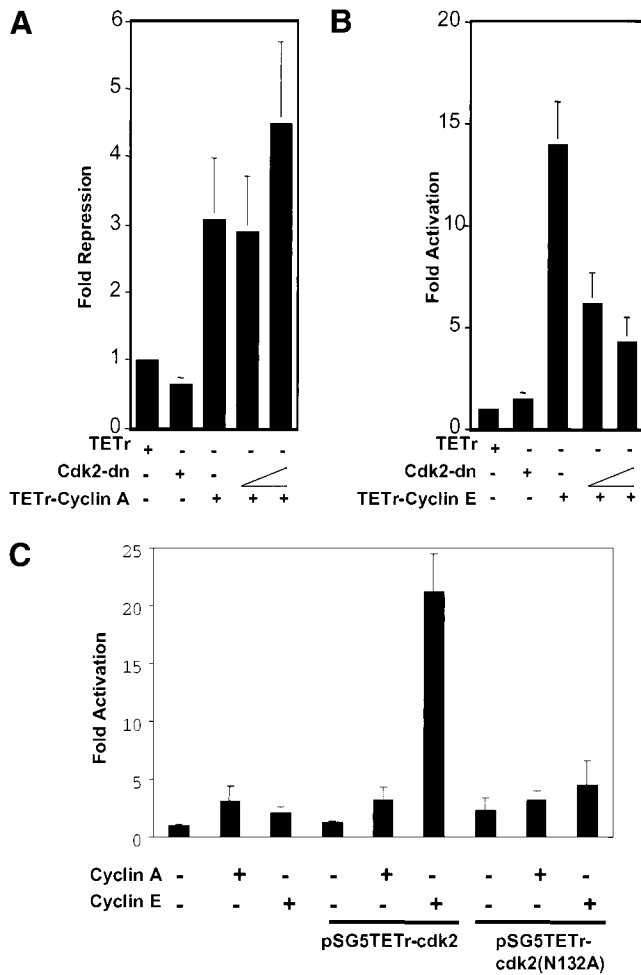 A
6
5
4
3
2
1
0
Fold Repression
TETr + - - - -
Cdk2-dn - + -
TETr-Cyclin A - - + + +
B
20
15
10
5
0
Fold Activation
TETr + - - - -
Cdk2-dn - + -
TETr-Cyclin E - - + + +
C
25
20
15
10
5
0
Fold Activation
Cyclin A - + - - + - - + -
Cyclin E - - + - - + - - +
pSG5TETr-cdk2
pSG5TETr-
cdk2(N132A)